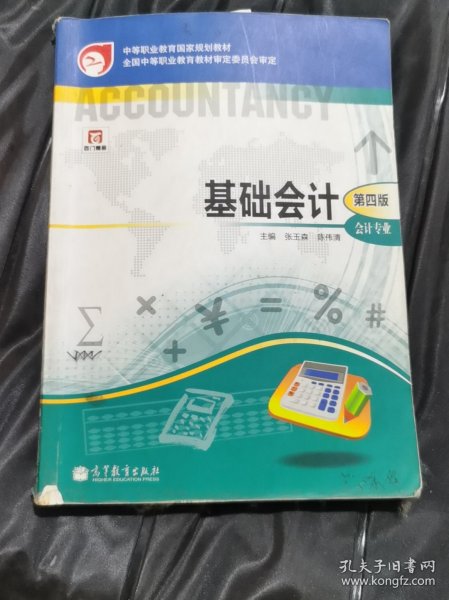 中等职业教育国家规划教材
全国中等职业教育教材审定委员会审定
ACCOUNTANCY
西门精品
基础会计
第四版
会计专业
主编 张玉森 陈伟清
高等教育出版社
HIGHER EDUCATION PRESS
孔夫子旧书网
www.kongfz.com